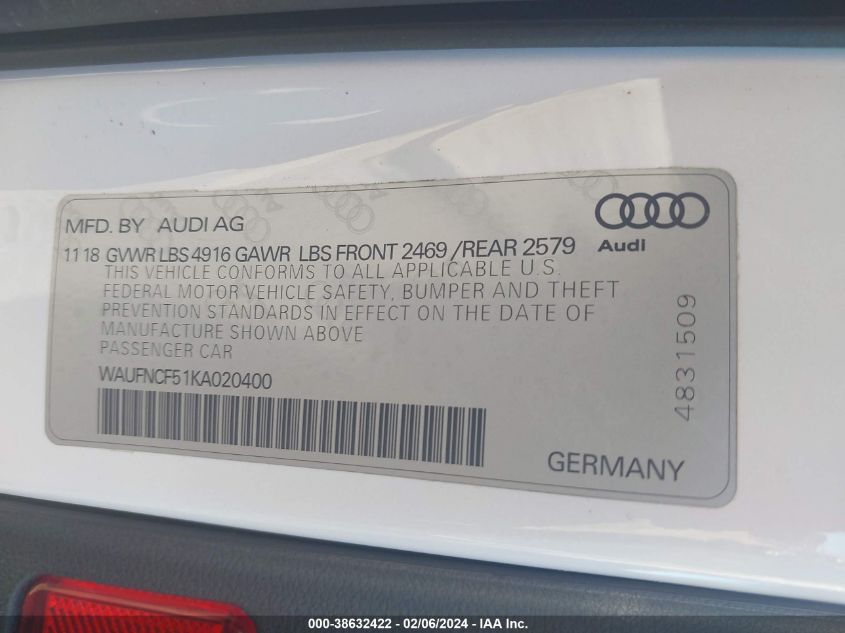 MFD. BY AUDI AG
Audi
11 18 GVWR LBS 4916 GAWR LBS FRONT 2469 /REAR 2579
THIS VEHICLE CONFORMS TO ALL APPLICABLE U.S.
FEDERAL MOTOR VEHICLE SAFETY, BUMPER AND THEFT
PREVENTION STANDARDS IN EFFECT ON THE DATE OF
MANUFACTURE SHOWN ABOVE
PASSENGER CAR
WAUFNCF51KA020400
4831509
GERMANY
000-38632422 - 02/06/2024 - IAA Inc.